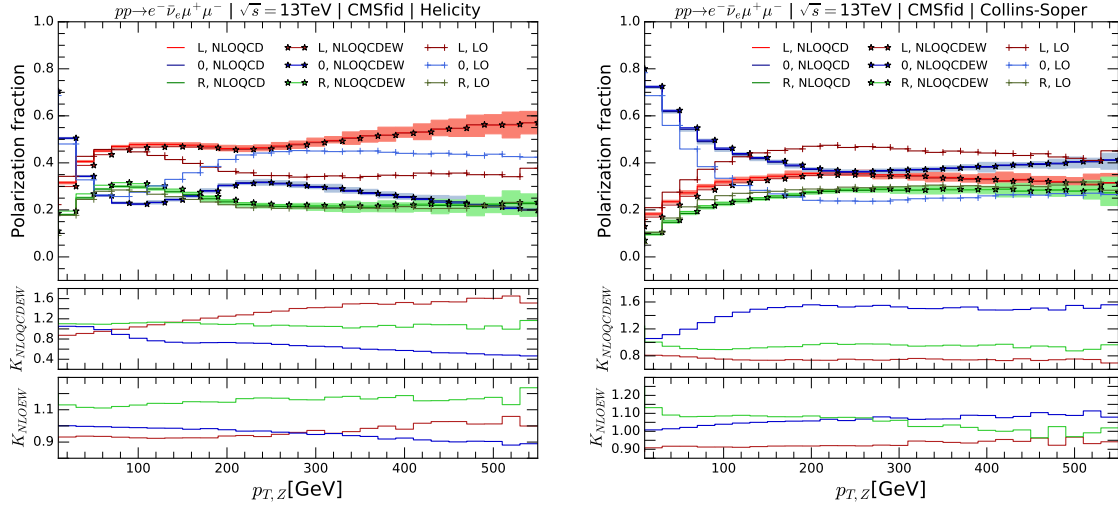 pp→e⁻ν̄ₑμ⁺μ⁻ | √s = 13TeV | CMSfid | Helicity
L, NLOQCD
L, NLOQCDEW
L, LO
0, NLOQCD
0, NLOQCDEW
0, LO
R, NLOQCD
R, NLOQCDEW
R, LO
Polarization fraction
1.0
0.8
0.6
0.4
0.2
0.0
K_NLOQCDEW
1.6
1.2
0.8
0.4
K_NLOEW
1.1
0.9
100 200 300 400 500
p_T,Z[GeV]
pp→e⁻ν̄ₑμ⁺μ⁻ | √s = 13TeV | CMSfid | Collins-Soper
L, NLOQCD
L, NLOQCDEW
L, LO
0, NLOQCD
0, NLOQCDEW
0, LO
R, NLOQCD
R, NLOQCDEW
R, LO
Polarization fraction
1.0
0.8
0.6
0.4
0.2
0.0
K_NLOQCDEW
1.6
1.2
0.8
K_NLOEW
1.20
1.10
1.00
0.90
100 200 300 400 500
p_T,Z[GeV]